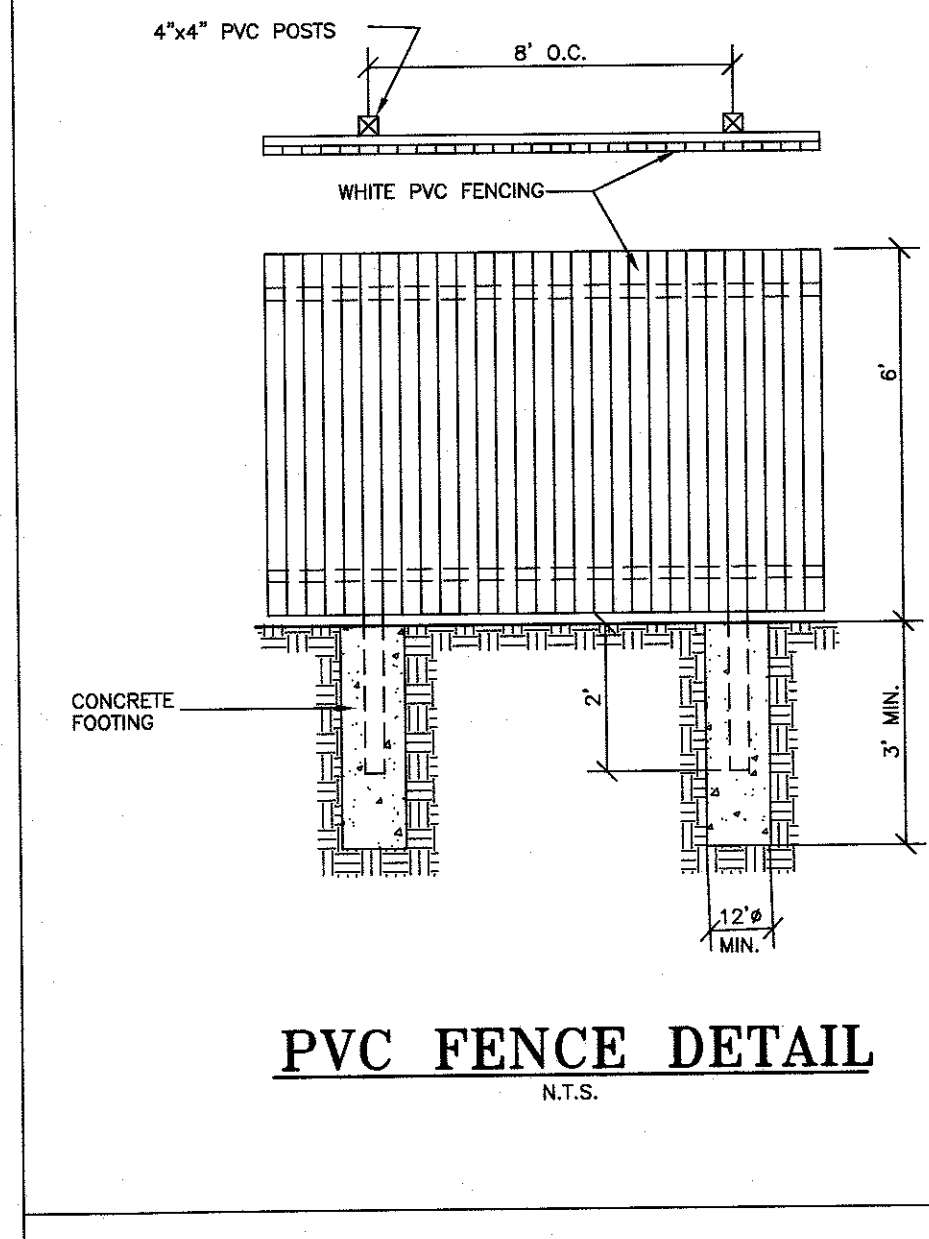 4"x4" PVC POSTS
8' O.C.
WHITE PVC FENCING
6'
CONCRETE
FOOTING
2'
3' MIN.
12'ø
MIN.
PVC FENCE DETAIL
N.T.S.